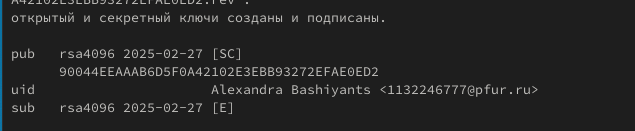 A42102E3EBB93272EFAE0ED2.rev'.
открытый и секретный ключи созданы и подписаны.
pub   rsa4096 2025-02-27 [SC]
      90044EEAAAB6D5F0A42102E3EBB93272EFAE0ED2
uid                      Alexandra Bashiyants <1132246777@pfur.ru>
sub   rsa4096 2025-02-27 [E]